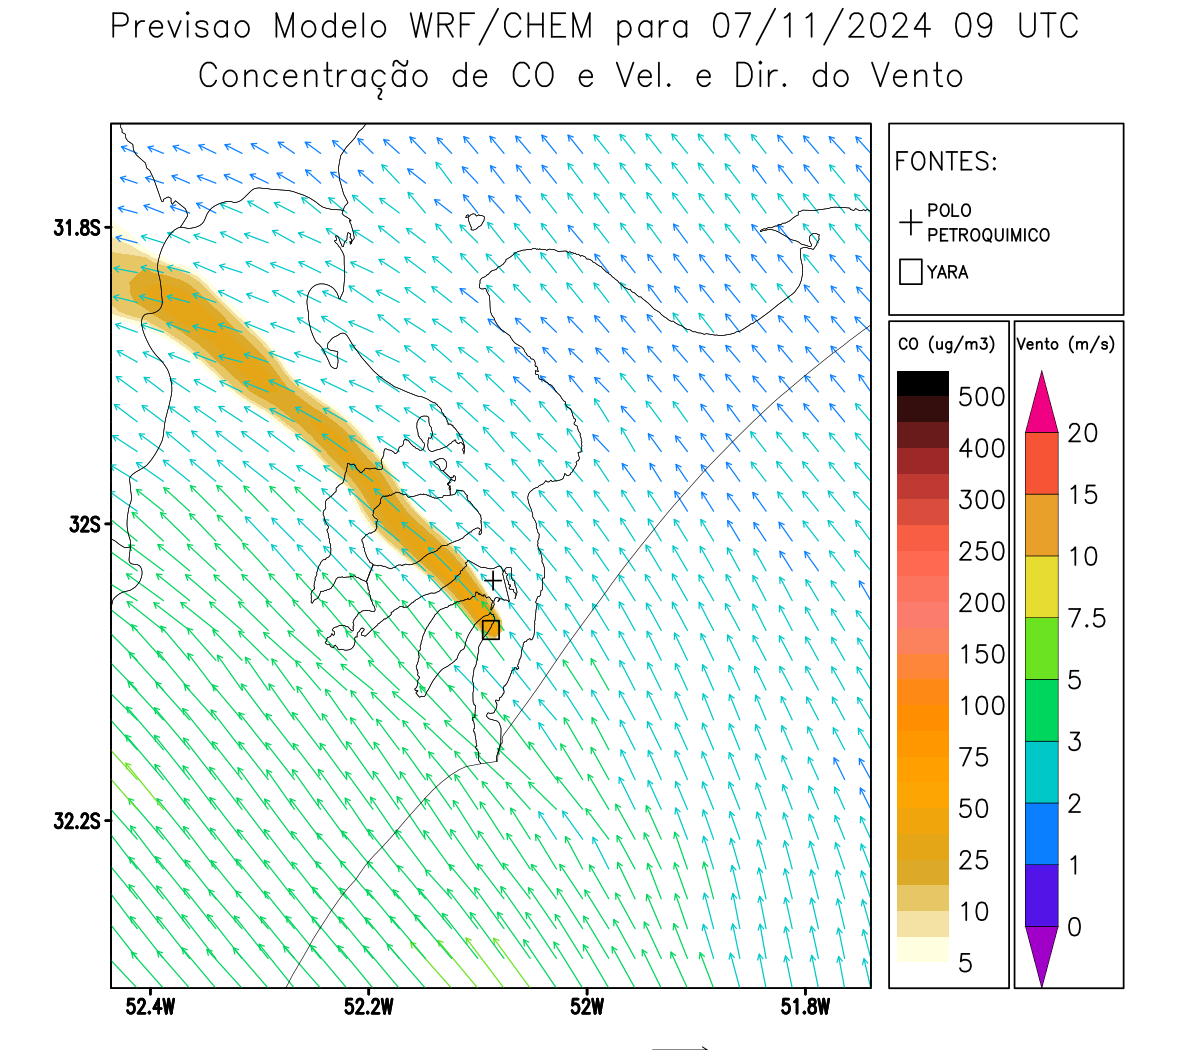 Previsao Modelo WRF/CHEM para 07/11/2024 09 UTC
Concentração de CO e Vel. e Dir. do Vento
FONTES:
POLO
PETROQUIMICO
YARA
31.8S
32S
32.2S
52.4W
52.2W
52W
51.8W
CO (ug/m3)
500
400
300
250
200
150
100
75
50
25
10
5
Vento (m/s)
20
15
10
7.5
5
3
2
1
0